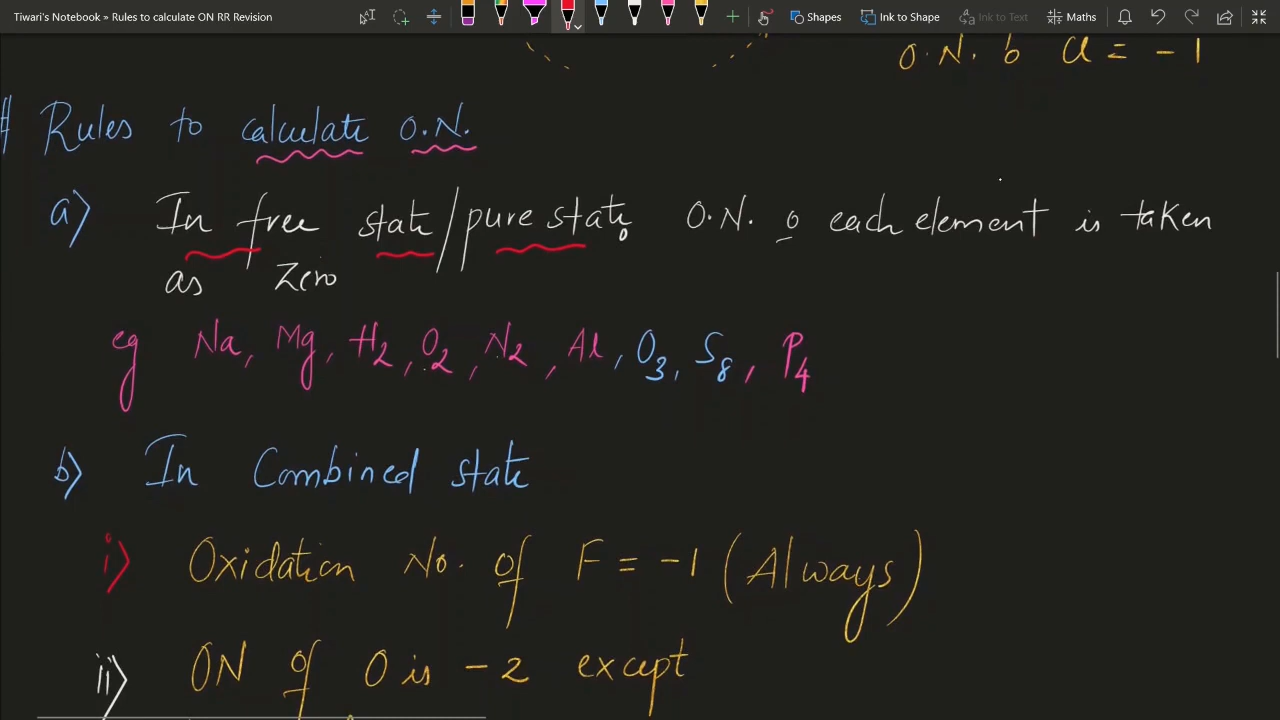 Tiwari's Notebook » Rules to calculate ON RR Revision
Shapes Ink to Shape Ink to Text Maths
O.N. b Cl = -1
# Rules to calculate O.N.
a) In free state/pure state O.N. o each element is taken
as Zero
eg Na, Mg, H2, O2, N2, Al, O3, S8, P4
b) In Combined state
i) Oxidation No. of F = -1 (Always)
ii) ON of O is -2 except